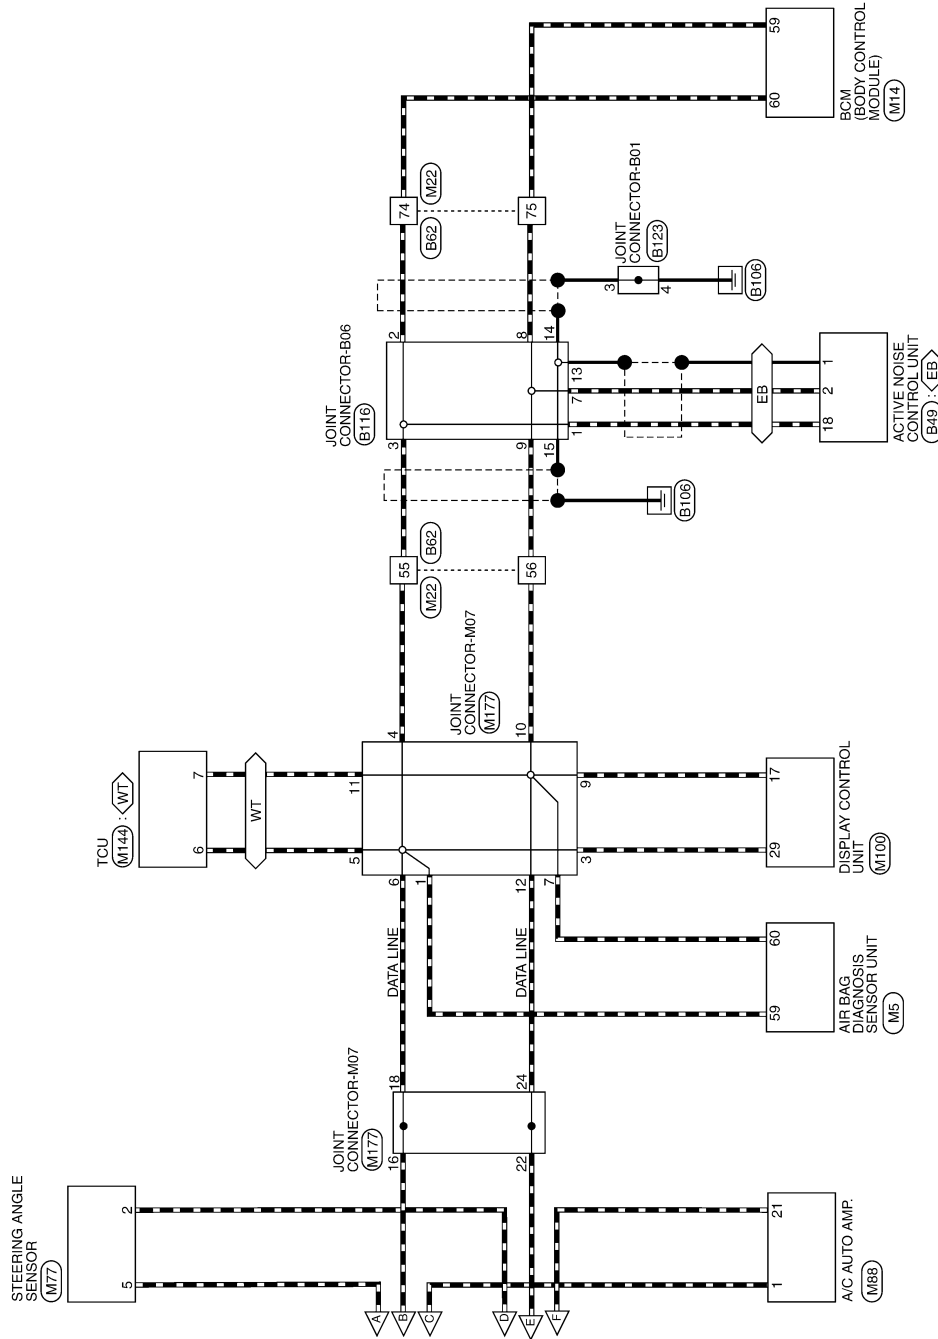 STEERING ANGLE
SENSOR
M77
5
2
A
B
C
D
E
F
A/C AUTO AMP.
M88
1
21
JOINT
CONNECTOR-M07
M177
16
18
22
24
DATA LINE
DATA LINE
AIR BAG
DIAGNOSIS
SENSOR UNIT
M5
59
60
TCU
M144 : WT
6
7
WT
JOINT
CONNECTOR-M07
M177
5
11
6
1
12
7
4
10
3
9
DISPLAY CONTROL
UNIT
M100
29
17
55
56
M22
B62
JOINT
CONNECTOR-B06
B116
3
9
15
2
8
14
1
7
13
B106
EB
ACTIVE NOISE
CONTROL UNIT
B49 : EB
18
2
1
JOINT
CONNECTOR-B01
B123
3
4
B106
74
75
B62
M22
BCM
(BODY CONTROL
MODULE)
M14
60
59